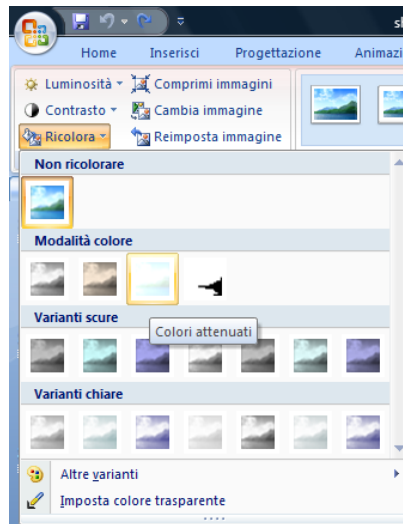 Home Inserisci Progettazione Animazi
Luminosità Comprimi immagini
Contrasto Cambia immagine
Ricolora Reimposta immagine
Non ricolorare
Modalità colore
Varianti scure
Colori attenuati
Varianti chiare
Altre varianti
Imposta colore trasparente